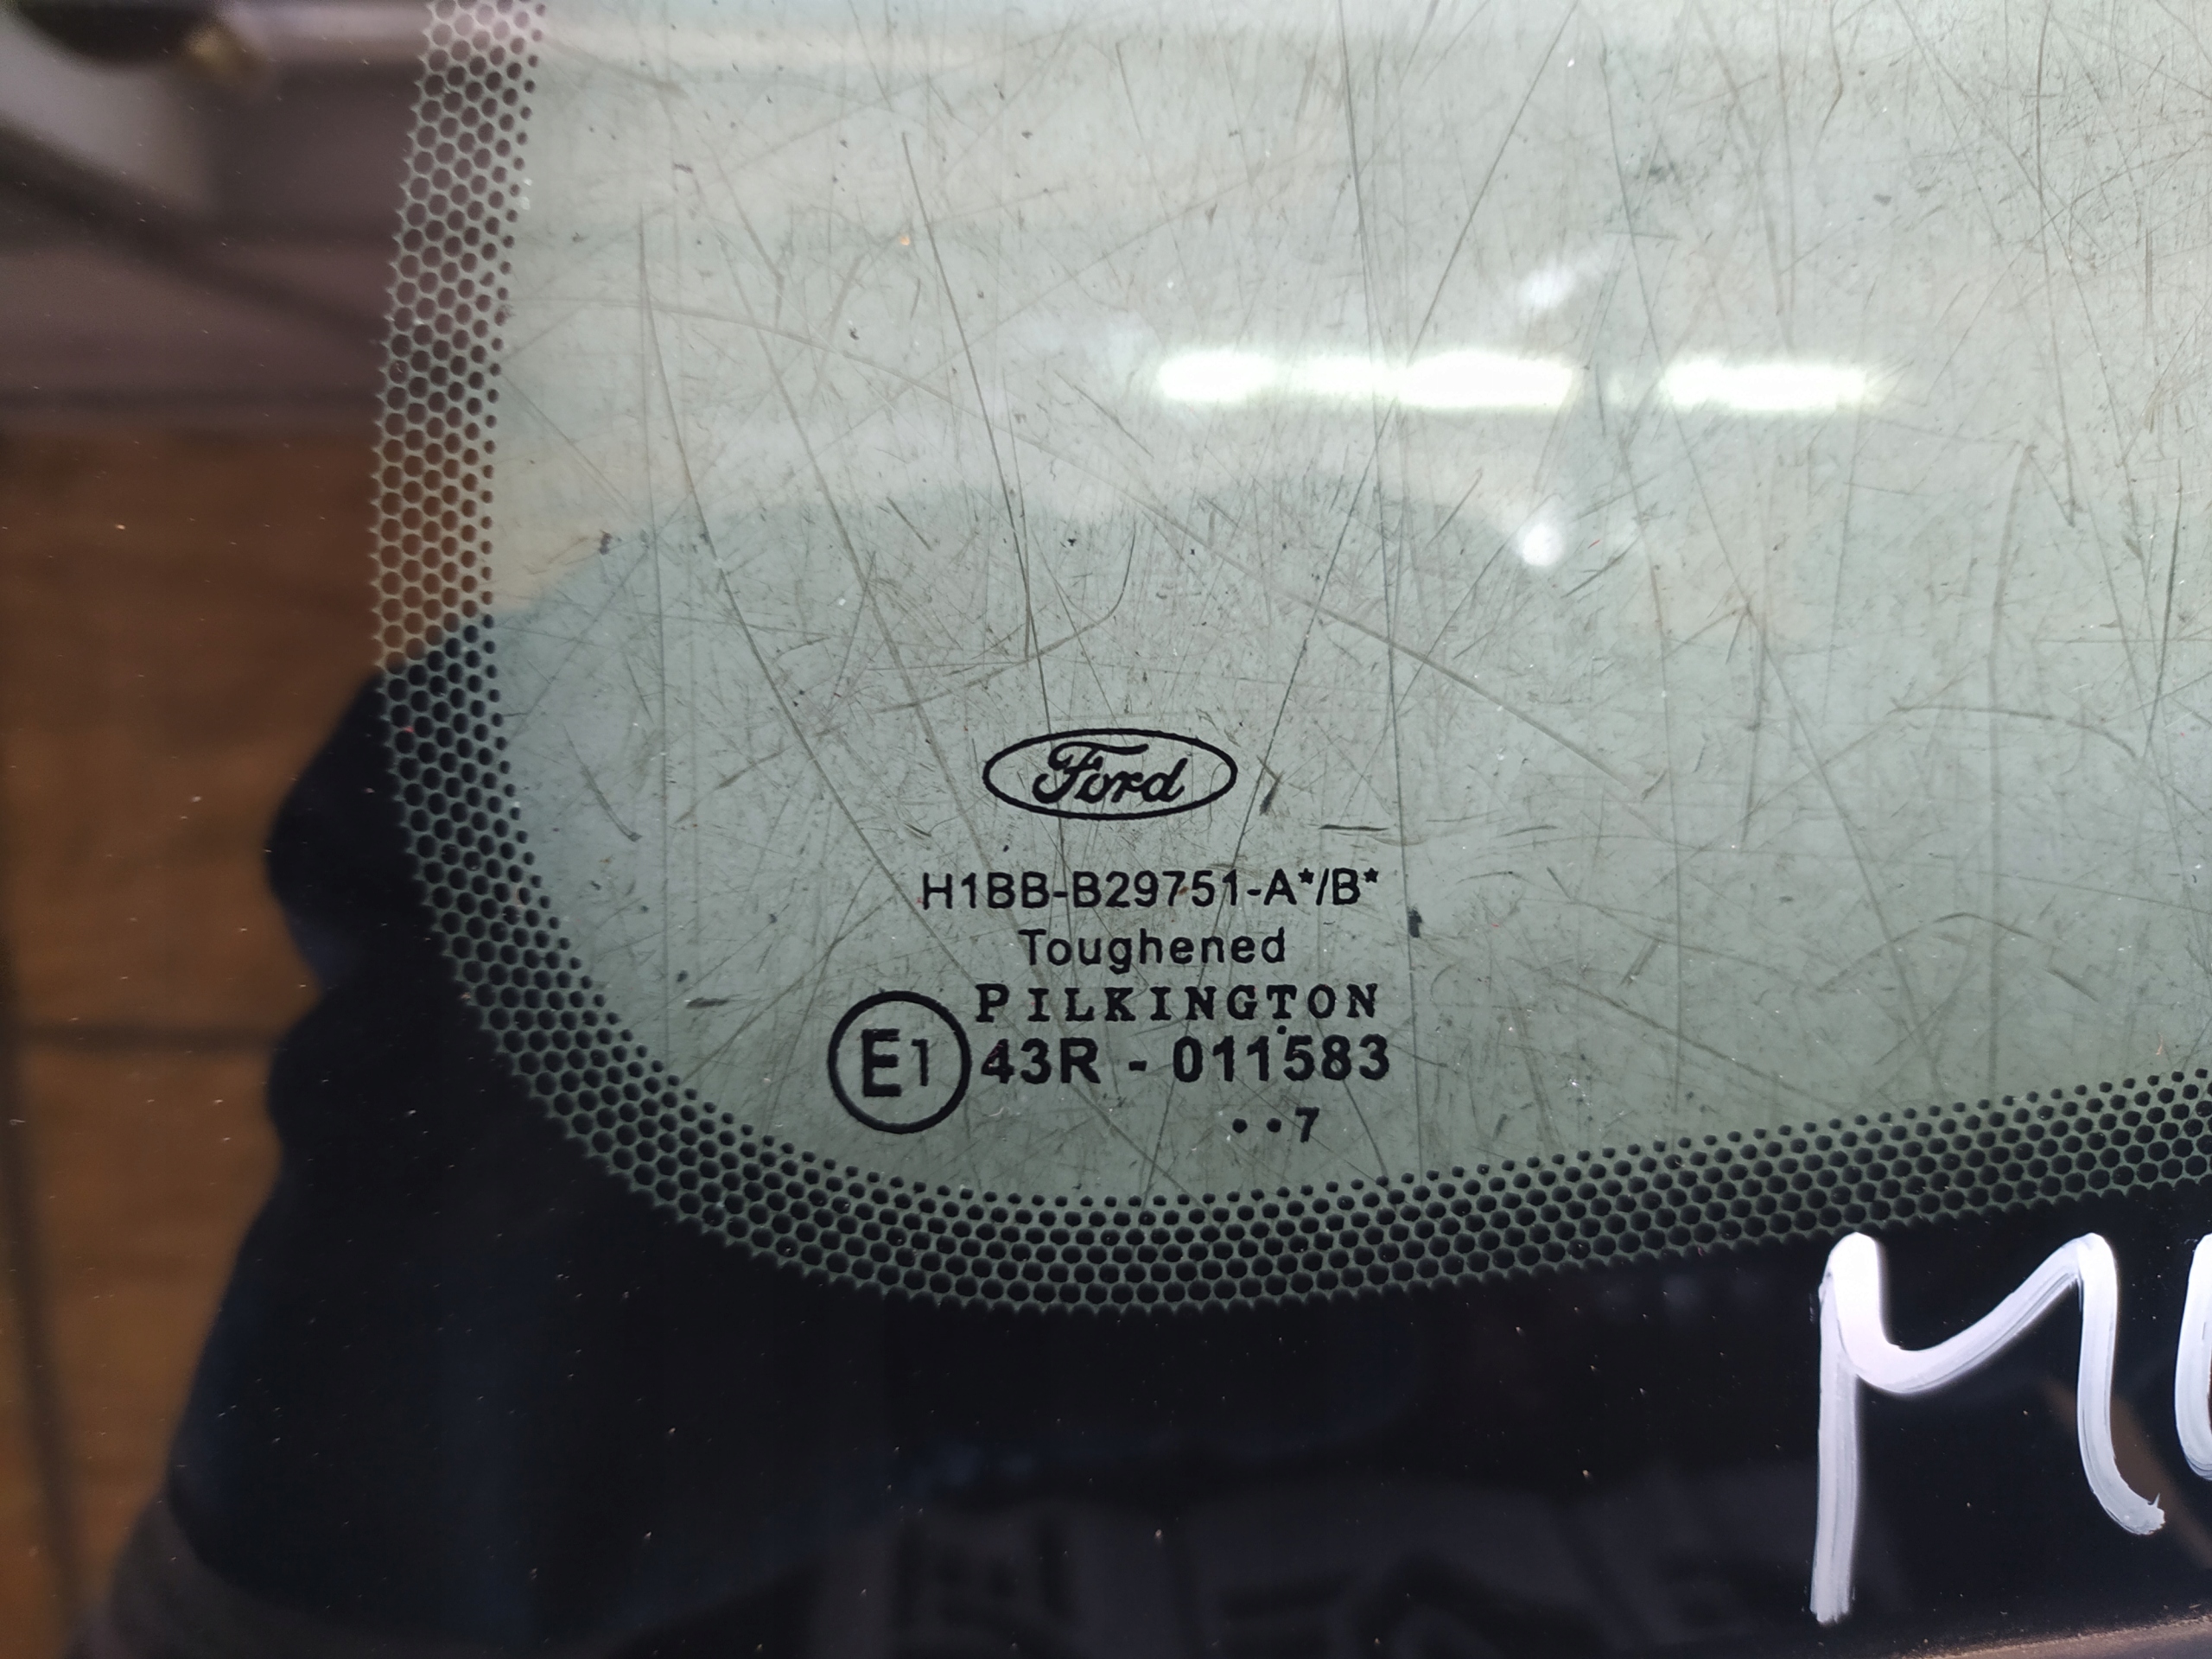 Ford
H1BB-B29751-A*/B*
Toughened
PILKINGTON
E1 43R - 011583
··7